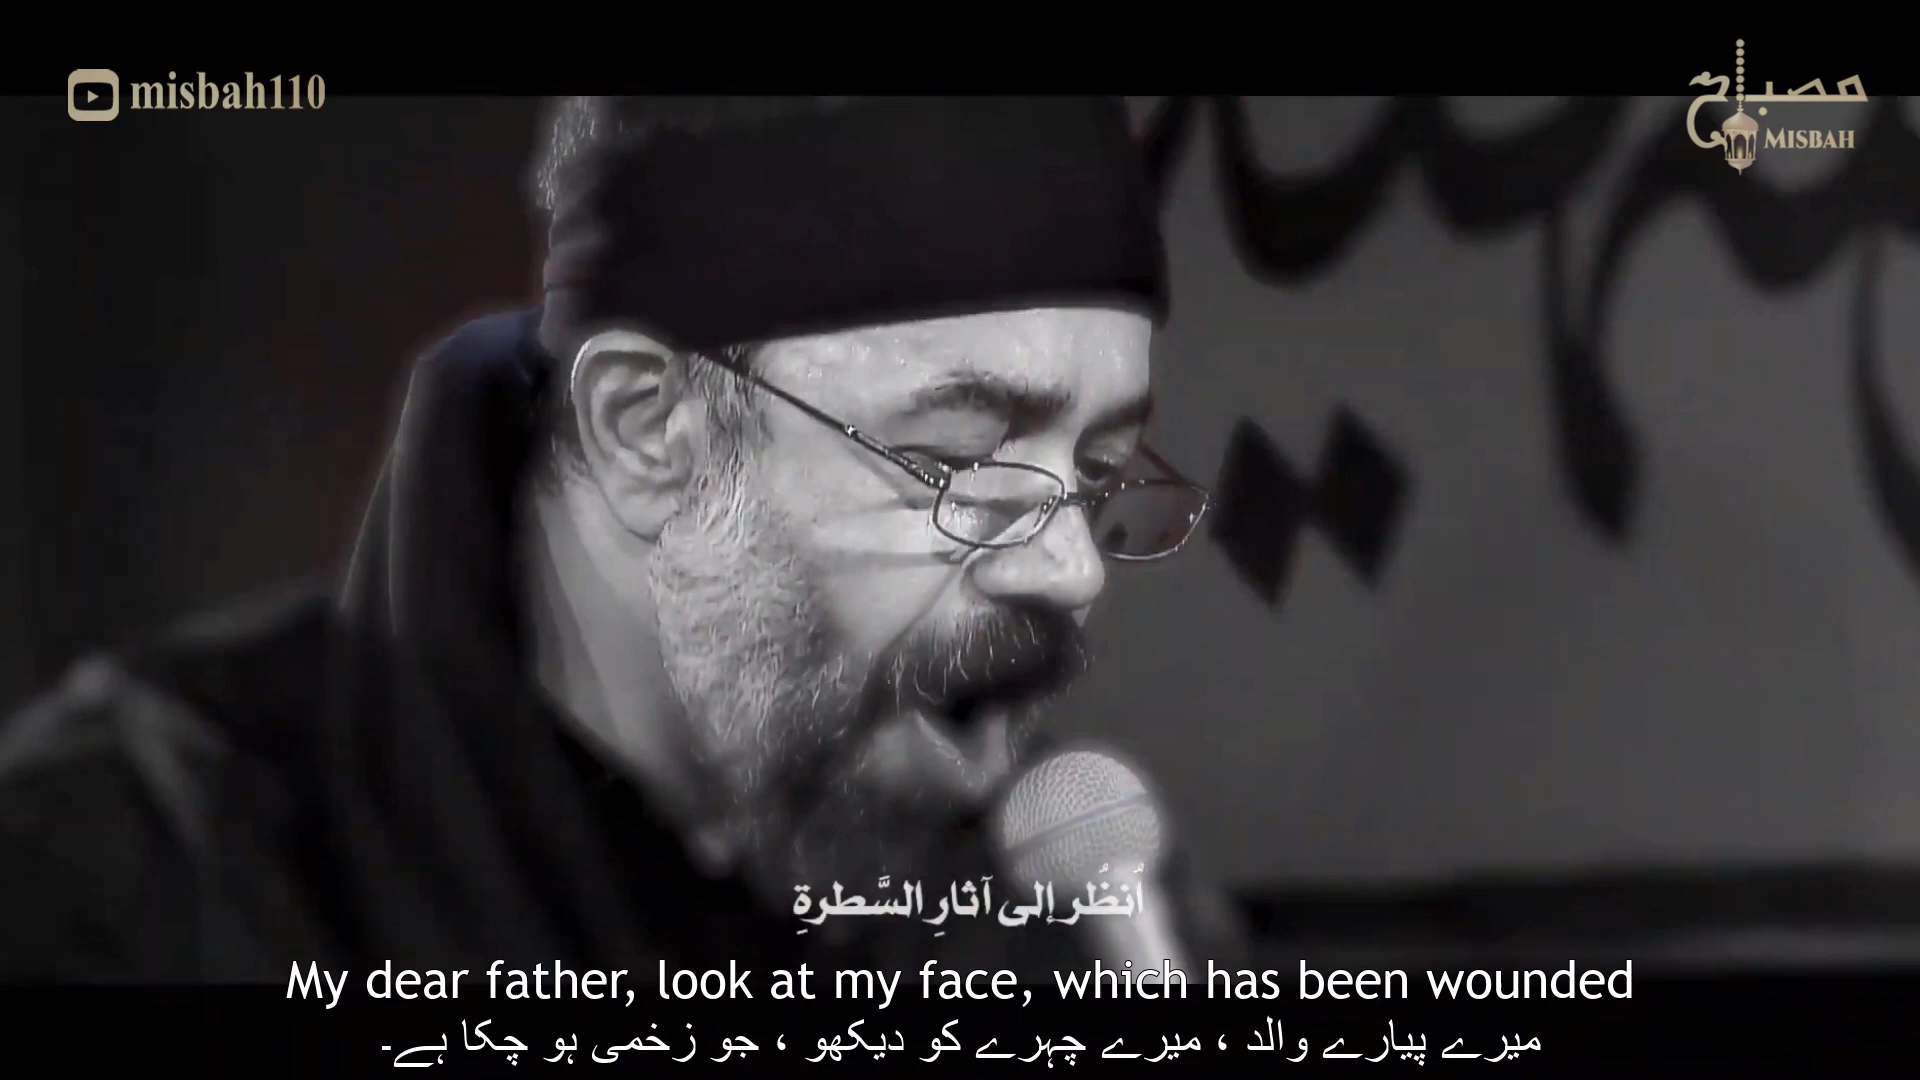 misbah110
مصباح
MISBAH
اُنظُر إلى آثارِ السَّطرةِ
My dear father, look at my face, which has been wounded
میرے پیارے والد ، میرے چہرے کو دیکھو ، جو زخمی ہو چکا ہے۔